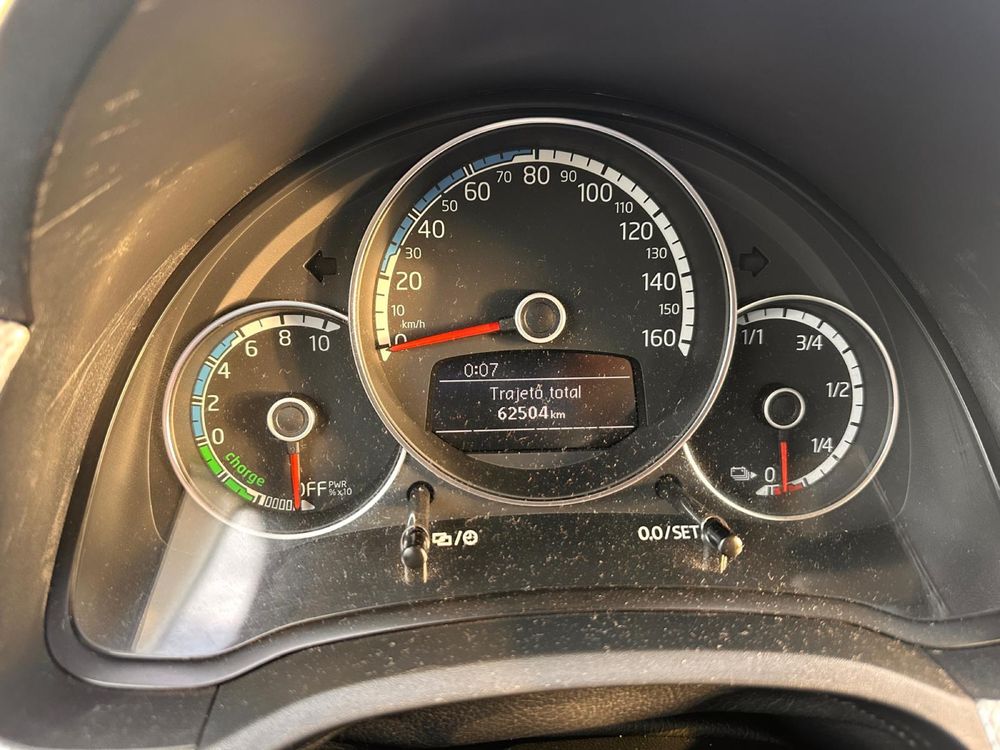 0 10 20 30 40 50 60 70 80 90 100 110 120 130 140 150 160
km/h
0:07
Trajeto total
62504 km
charge 0 2 4 6 8 10
OFF PWR
% x10
0 1/4 1/2 3/4 1/1
0.0/SET